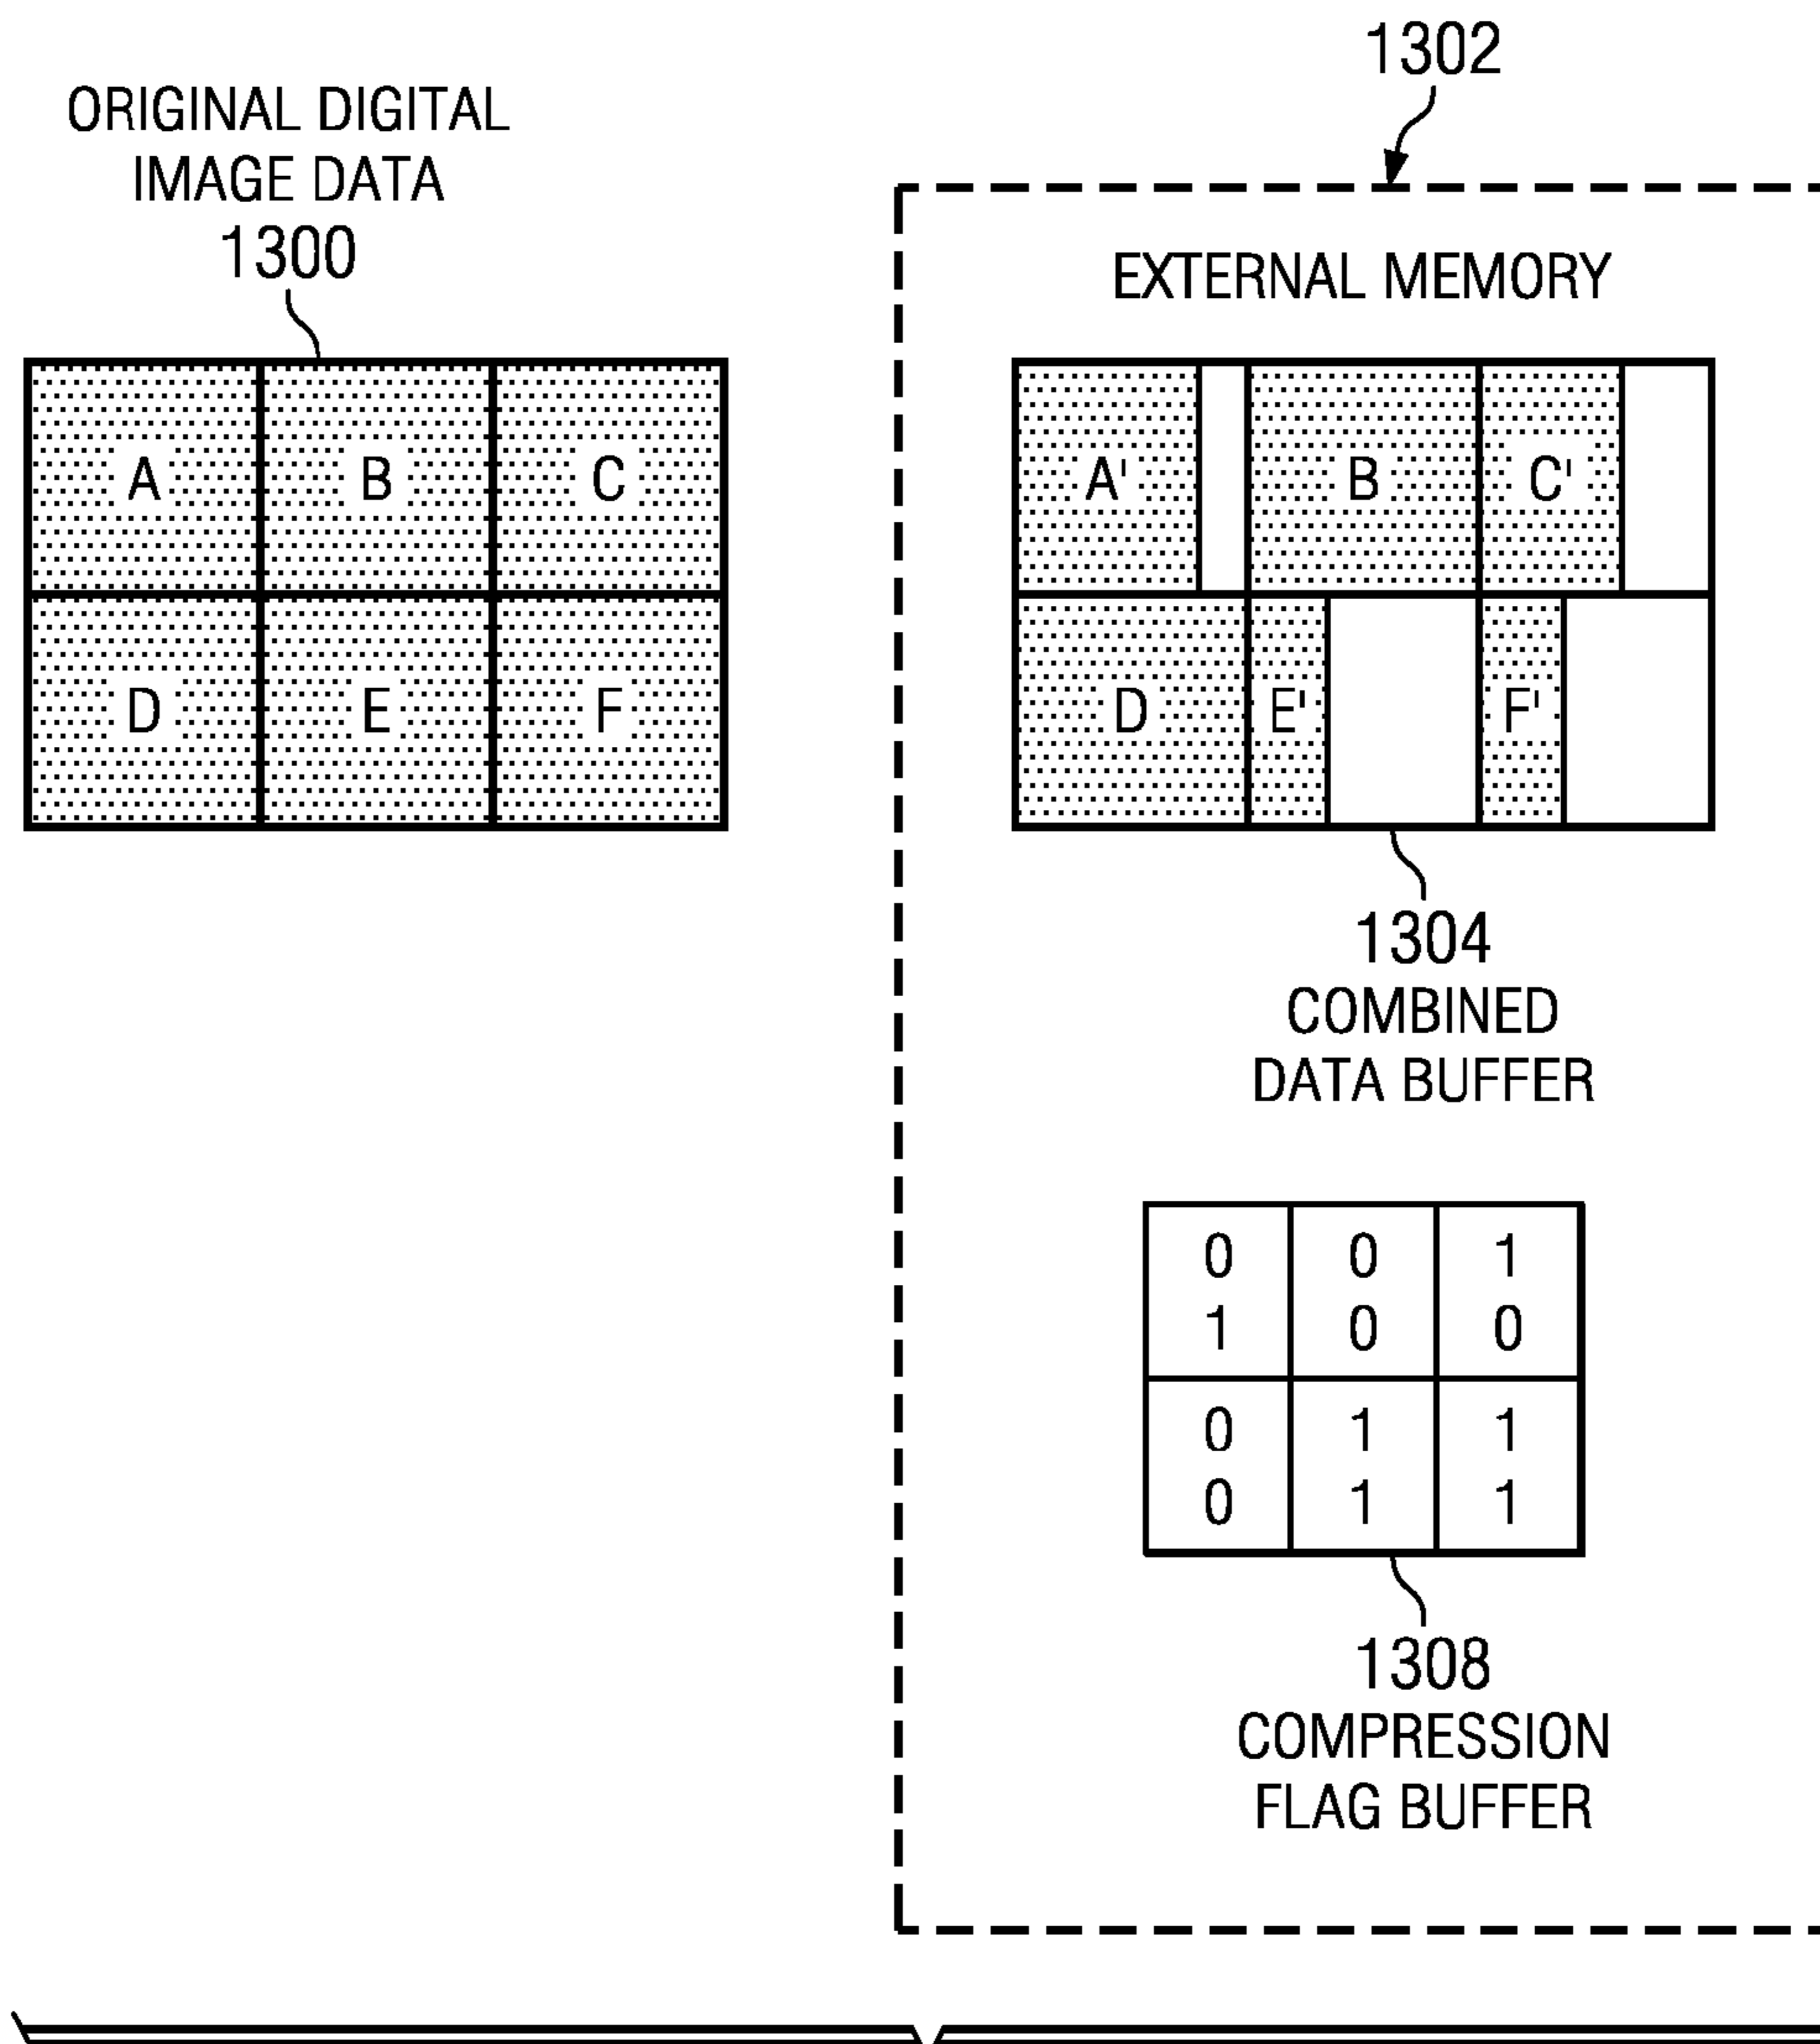 1302
ORIGINAL DIGITAL
IMAGE DATA
1300
EXTERNAL MEMORY
A B C
D E F
A' B C'
D E' F'
1304
COMBINED
DATA BUFFER
0 0 1
1 0 0
0 1 1
0 1 1
1308
COMPRESSION
FLAG BUFFER